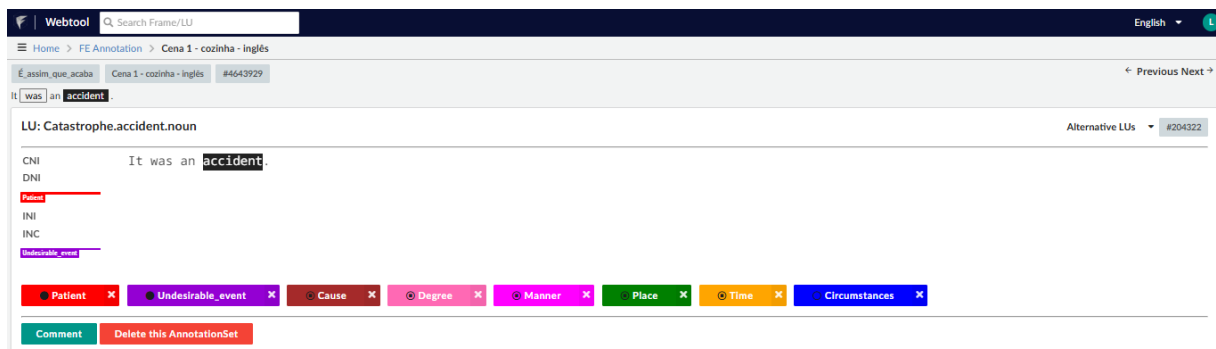 Webtool Search Frame/LU English L
Home > FE Annotation > Cena 1 - cozinha - inglês
É_assim_que_acaba Cena 1 - cozinha - inglês #4643929 ← Previous Next →
It was an accident .
LU: Catastrophe.accident.noun Alternative LUs #204322
CNI It was an accident.
DNI
Patient
INI
INC
Undesirable_event
Patient × Undesirable_event × Cause × Degree × Manner × Place × Time × Circumstances ×
Comment Delete this AnnotationSet